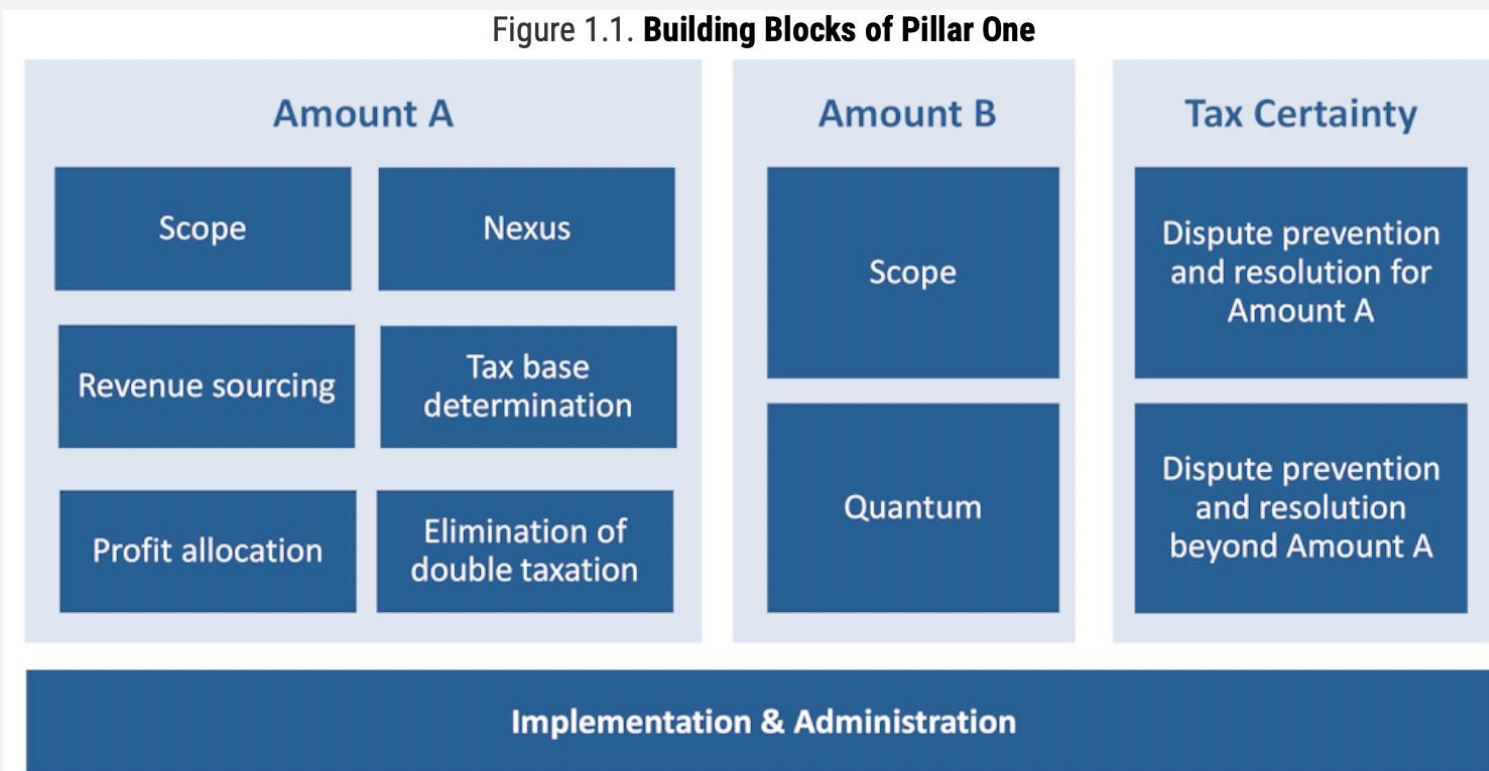 Figure 1.1. Building Blocks of Pillar One
Amount A
Scope
Nexus
Revenue sourcing
Tax base
determination
Profit allocation
Elimination of
double taxation
Amount B
Scope
Quantum
Tax Certainty
Dispute prevention
and resolution for
Amount A
Dispute prevention
and resolution
beyond Amount A
Implementation & Administration